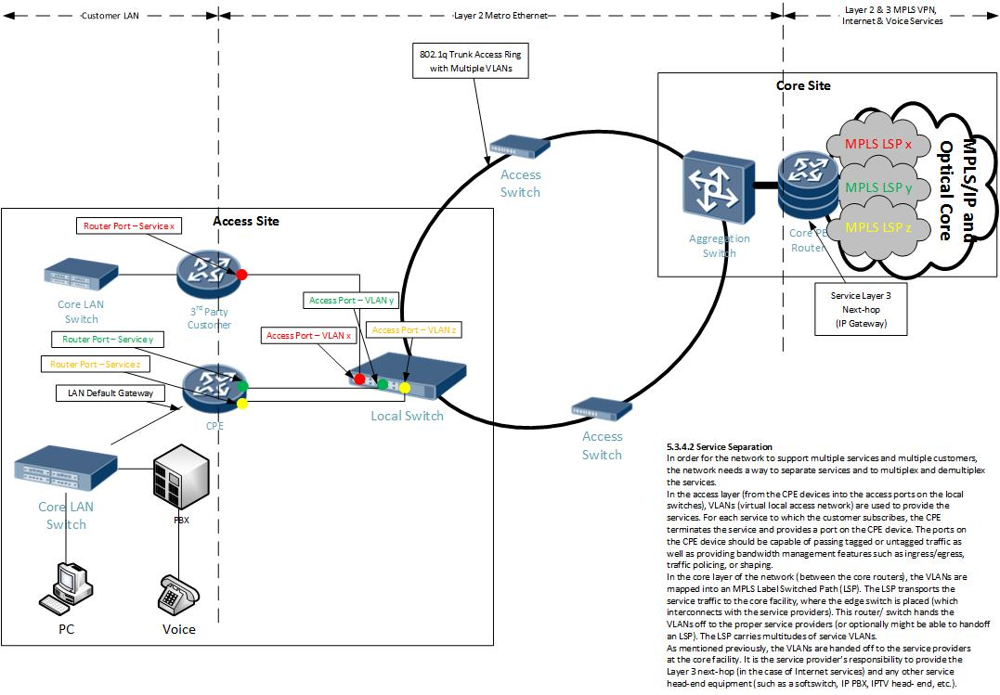 Customer LAN
Layer 2 Metro Ethernet
Layer 2 & 3 MPLS VPN,
Internet & Voice Services
802.1q Trunk Access Ring
with Multiple VLANs
Core Site
Access
Switch
MPLS LSP x
MPLS LSP y
MPLS LSP z
MPLS/IP and
Optical Core
Aggregation
Switch
Core PE
Router
Service Layer 3
Next-hop
(IP Gateway)
Access Site
Router Port – Service x
Core LAN
Switch
3rd Party
Customer
Access Port – VLAN y
Access Port – VLAN x
Access Port – VLAN z
Router Port – Service y
Router Port – Service z
LAN Default Gateway
CPE
Local Switch
Access
Switch
Core LAN
Switch
PBX
PC
Voice
5.3.4.2 Service Separation
In order for the network to support multiple services and multiple customers,
the network needs a way to separate services and to multiplex and demultiplex
the services.
In the access layer (from the CPE devices into the access ports on the local
switches), VLANs (virtual local access network) are used to provide the
services. For each service to which the customer subscribes, the CPE
terminates the service and provides a port on the CPE device. The ports on
the CPE device should be capable of passing tagged or untagged traffic as
well as providing bandwidth management features such as ingress/egress,
traffic policing, or shaping.
In the core layer of the network (between the core routers), the VLANs are
mapped into an MPLS Label Switched Path (LSP). The LSP transports the
service traffic to the core facility, where the edge switch is placed (which
interconnects with the service providers). This router/ switch hands the
VLANs off to the proper service providers (or optionally might be able to handoff
an LSP). The LSP carries multitudes of service VLANs.
As mentioned previously, the VLANs are handed off to the service providers
at the core facility. It is the service provider's responsibility to provide the
Layer 3 next-hop (in the case of Internet services) and any other service
head-end equipment (such as a softswitch, IP PBX, IPTV head- end, etc.).